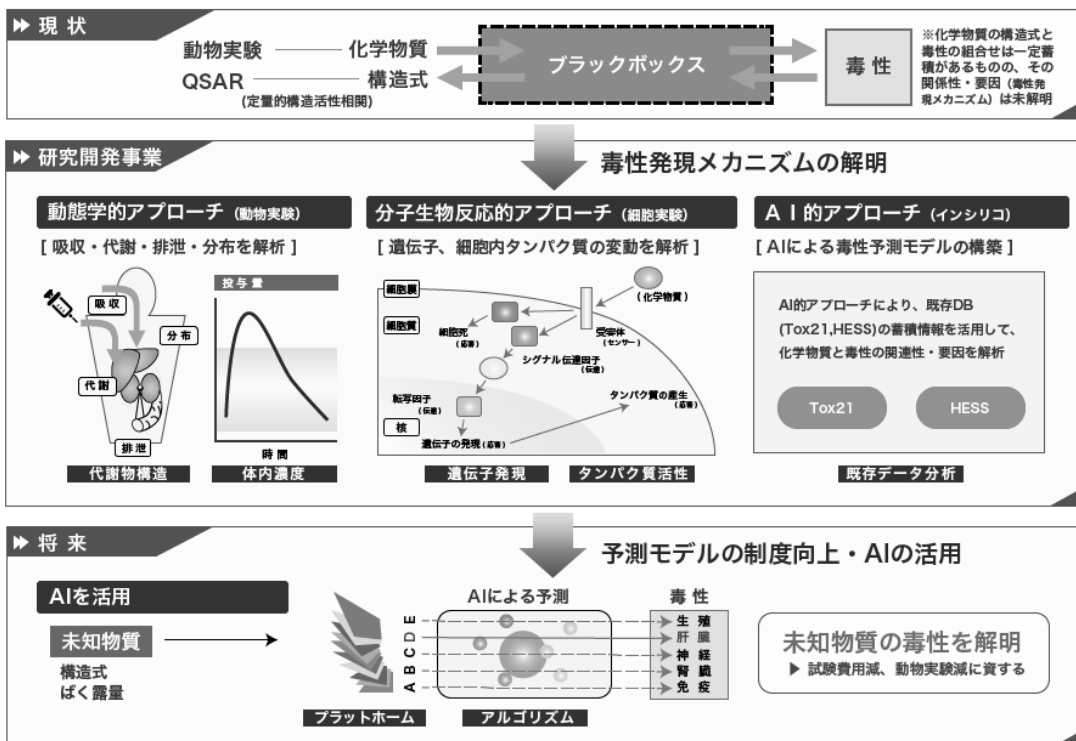 現 状
動物実験
化学物質
QSAR
構造式
(定量的構造活性相関)
ブラックボックス
毒 性
※化学物質の構造式と
毒性の組合せは一定蓄
積があるものの、その
関係性・要因（毒性発
現メカニズム）は未解明
研究開発事業
毒性発現メカニズムの解明
動態学的アプローチ（動物実験）
[ 吸収・代謝・排泄・分布を解析 ]
吸収
分布
代謝
排泄
代謝物構造
投与量
時間
体内濃度
分子生物反応的アプローチ（細胞実験）
[ 遺伝子、細胞内タンパク質の変動を解析 ]
細胞膜
細胞質
(化学物質)
細胞死
(応答)
受容体
(センサー)
シグナル伝達因子
(伝達)
転写因子
(伝達)
タンパク質の産生
(応答)
核
遺伝子の発現(応答)
遺伝子発現
タンパク質活性
ＡＩ的アプローチ（インシリコ）
[ AIによる毒性予測モデルの構築 ]
AI的アプローチにより、既存DB
(Tox21,HESS)の蓄積情報を活用して、
化学物質と毒性の関連性・要因を解析
Tox21
HESS
既存データ分析
将 来
予測モデルの制度向上・AIの活用
AIを活用
未知物質
構造式
ばく露量
プラットホーム
A B C D E
AIによる予測
アルゴリズム
毒 性
生 殖
肝 臓
神 経
腎 臓
免 疫
未知物質の毒性を解明
▶ 試験費用減、動物実験減に資する